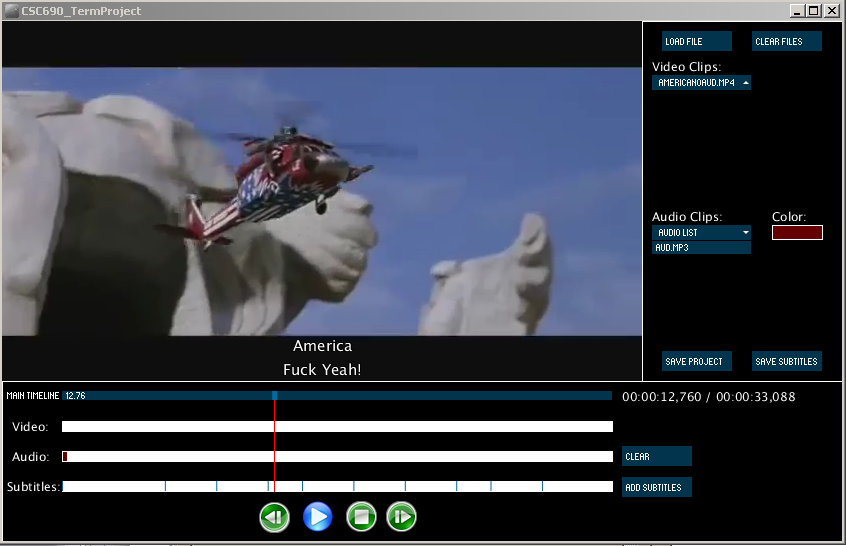 CSC690_TermProject
LOAD FILE
CLEAR FILES
Video Clips:
AMERICANOAUD.MP4
Audio Clips:
Color:
AUDIO LIST
AUD.MP3
America
Fuck Yeah!
SAVE PROJECT
SAVE SUBTITLES
MAIN TIMELINE
12.76
00:00:12,760 / 00:00:33,088
Video:
Audio:
CLEAR
Subtitles:
ADD SUBTITLES